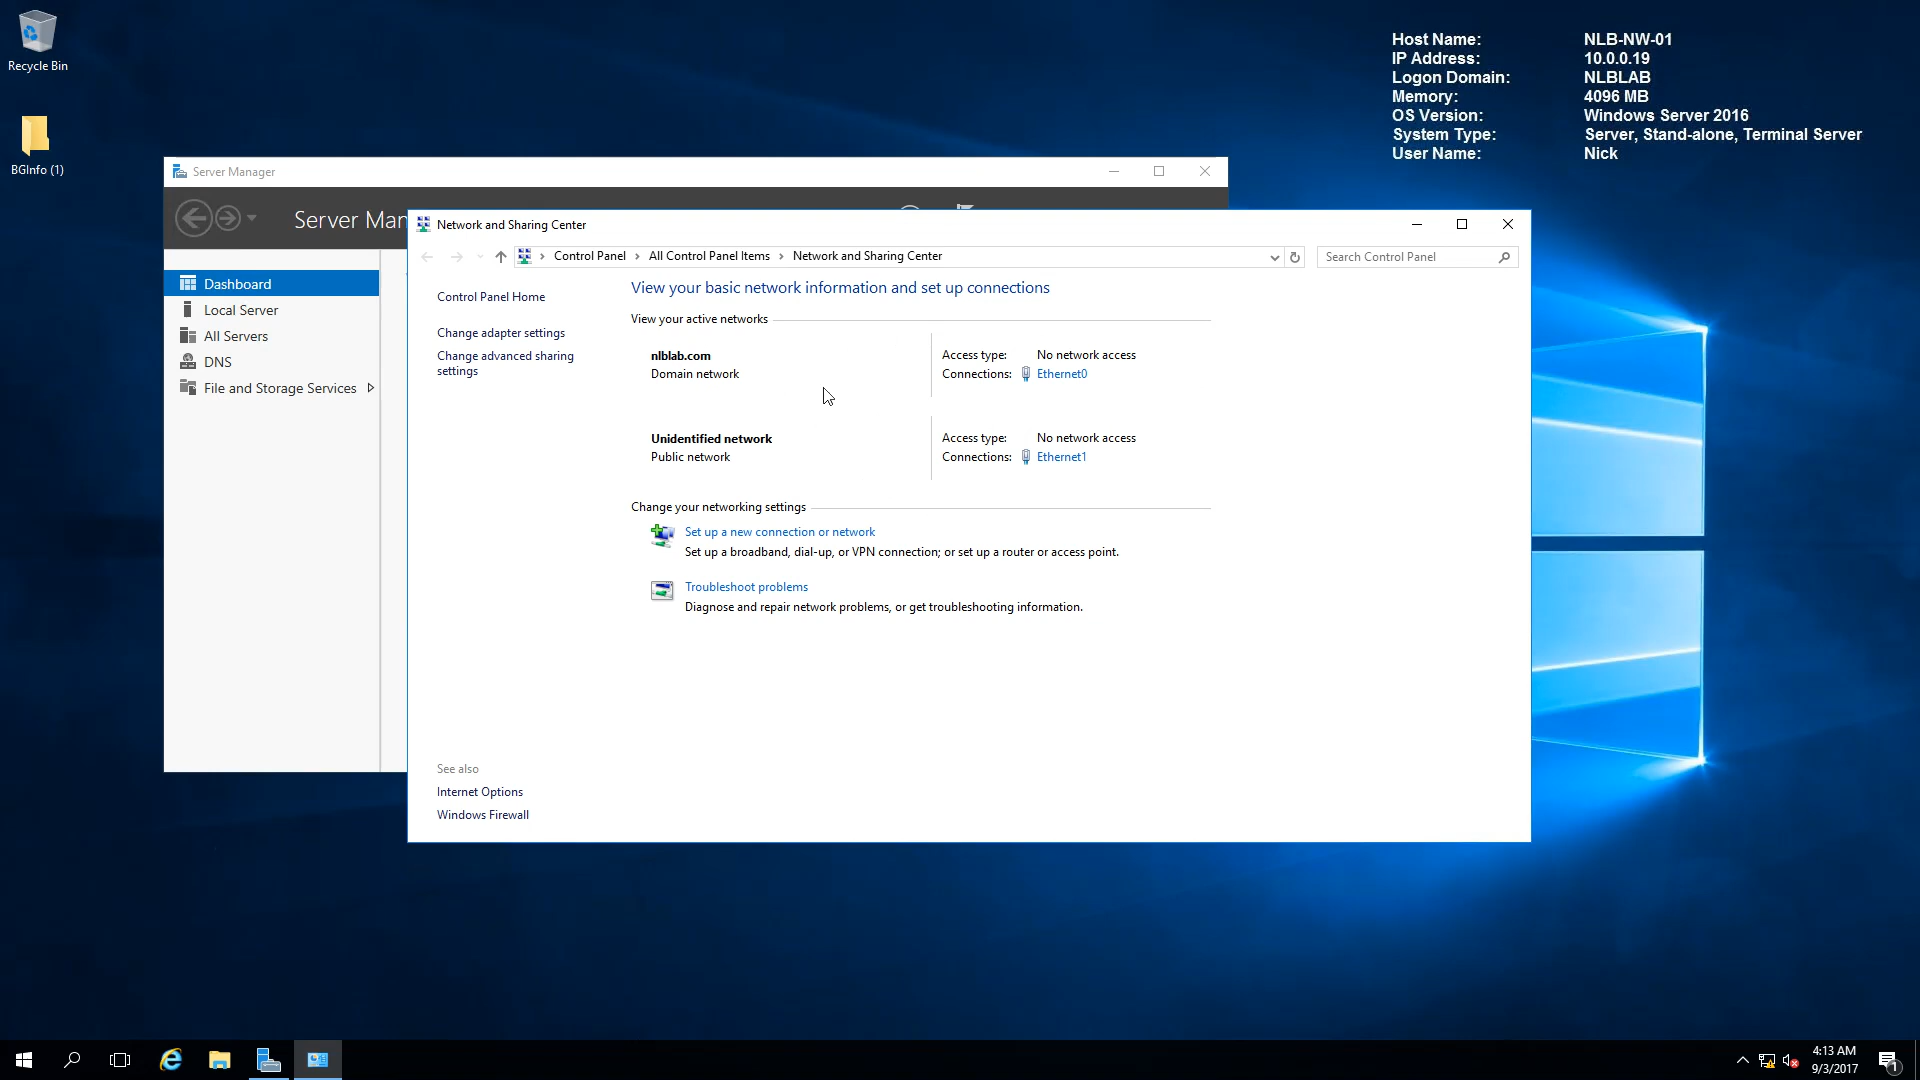 Recycle Bin
BGInfo (1)
Host Name: NLB-NW-01
IP Address: 10.0.0.19
Logon Domain: NLBLAB
Memory: 4096 MB
OS Version: Windows Server 2016
System Type: Server, Stand-alone, Terminal Server
User Name: Nick
Server Manager
Server Man
Dashboard
Local Server
All Servers
DNS
File and Storage Services
Network and Sharing Center
Control Panel > All Control Panel Items > Network and Sharing Center
Search Control Panel
Control Panel Home
Change adapter settings
Change advanced sharing
settings
See also
Internet Options
Windows Firewall
View your basic network information and set up connections
View your active networks
nlblab.com
Domain network
Access type: No network access
Connections: Ethernet0
Unidentified network
Public network
Access type: No network access
Connections: Ethernet1
Change your networking settings
Set up a new connection or network
Set up a broadband, dial-up, or VPN connection; or set up a router or access point.
Troubleshoot problems
Diagnose and repair network problems, or get troubleshooting information.
4:13 AM
9/3/2017
1